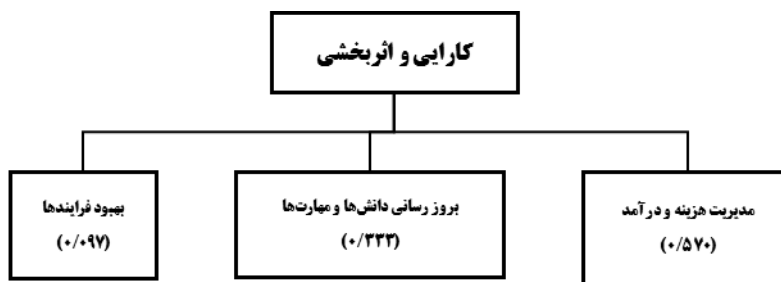 کارایی و اثربخشی
مدیریت هزینه و درآمد
(۰/۵۷۰)
بروز رسانی دانش‌ها و مهارت‌ها
(۰/۳۳۳)
بهبود فرایندها
(۰/۰۹۷)